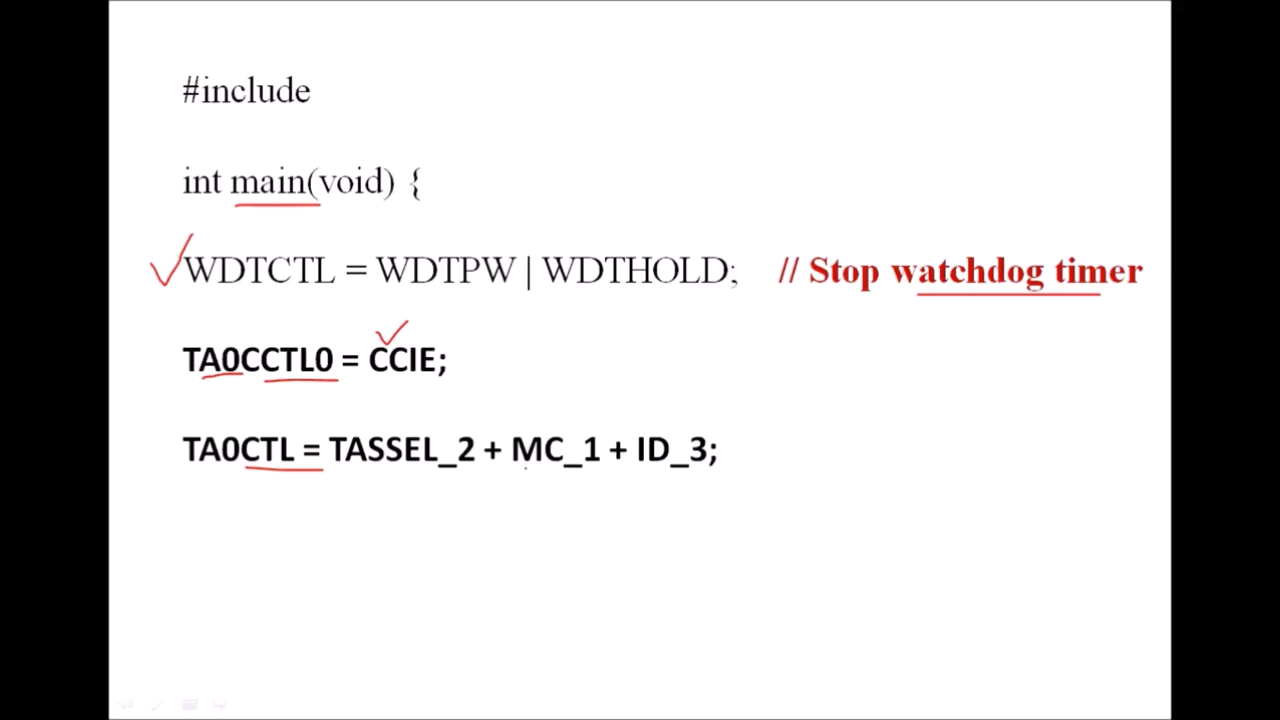 #include
int main(void) {
WDTCTL = WDTPW | WDTHOLD; // Stop watchdog timer
TA0CCTL0 = CCIE;
TA0CTL = TASSEL_2 + MC_1 + ID_3;